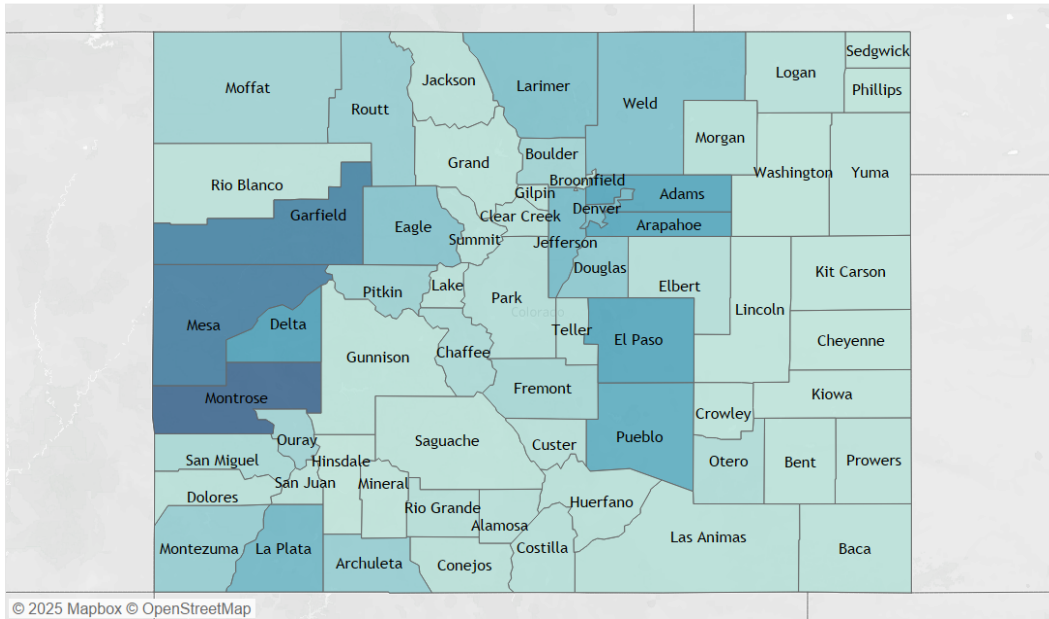 Sedgwick
Logan
Jackson
Larimer
Moffat
Phillips
Weld
Routt
Morgan
Boulder
Grand
Washington
Yuma
Rio Blanco
Broomfield
Gilpin
Adams
Denver
Garfield
Clear Creek
Eagle
Arapahoe
Summit
Jefferson
Douglas
Kit Carson
Lake
Elbert
Pitkin
Park
Lincoln
Colorado
Mesa
Delta
Teller
El Paso
Cheyenne
Chaffee
Gunnison
Fremont
Kiowa
Montrose
Crowley
Pueblo
Ouray
Saguache
Custer
San Miguel
Hinsdale
Otero
Bent
Prowers
San Juan
Mineral
Dolores
Huerfano
Rio Grande
Alamosa
Las Animas
Montezuma
La Plata
Costilla
Baca
Archuleta
Conejos
© 2025 Mapbox © OpenStreetMap